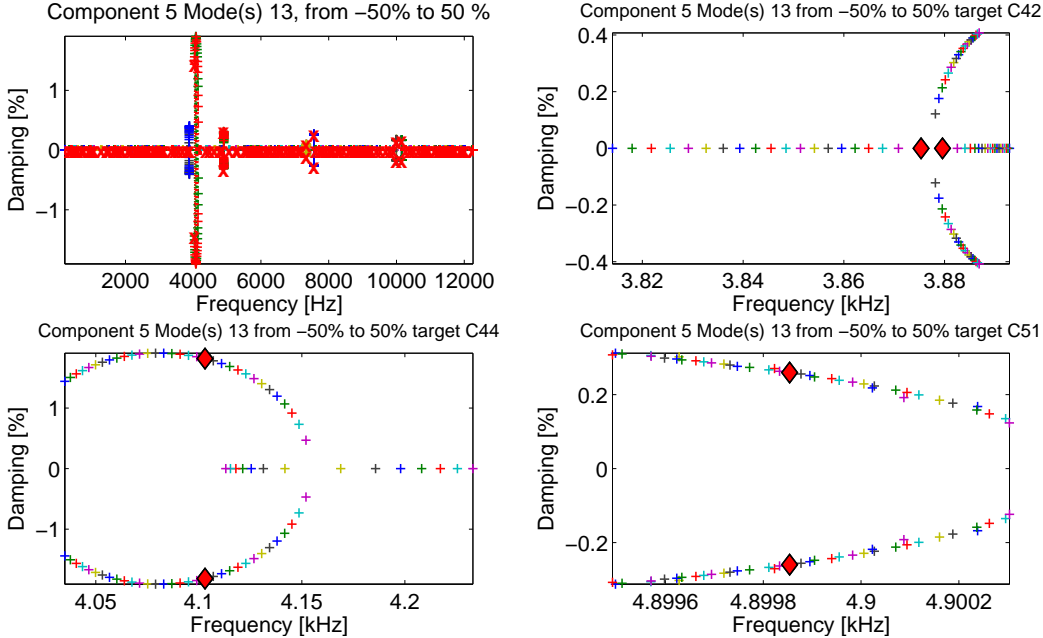 Component 5 Mode(s) 13, from −50% to 50 %
Damping [%]
1
0
−1
2000 4000 6000 8000 10000 12000
Frequency [Hz]
Component 5 Mode(s) 13 from −50% to 50% target C42
Damping [%]
0.4
0.2
0
−0.2
−0.4
3.82 3.84 3.86 3.88
Frequency [kHz]
Component 5 Mode(s) 13 from −50% to 50% target C44
Damping [%]
1
0
−1
4.05 4.1 4.15 4.2
Frequency [kHz]
Component 5 Mode(s) 13 from −50% to 50% target C51
Damping [%]
0.2
0
−0.2
4.8996 4.8998 4.9 4.9002
Frequency [kHz]